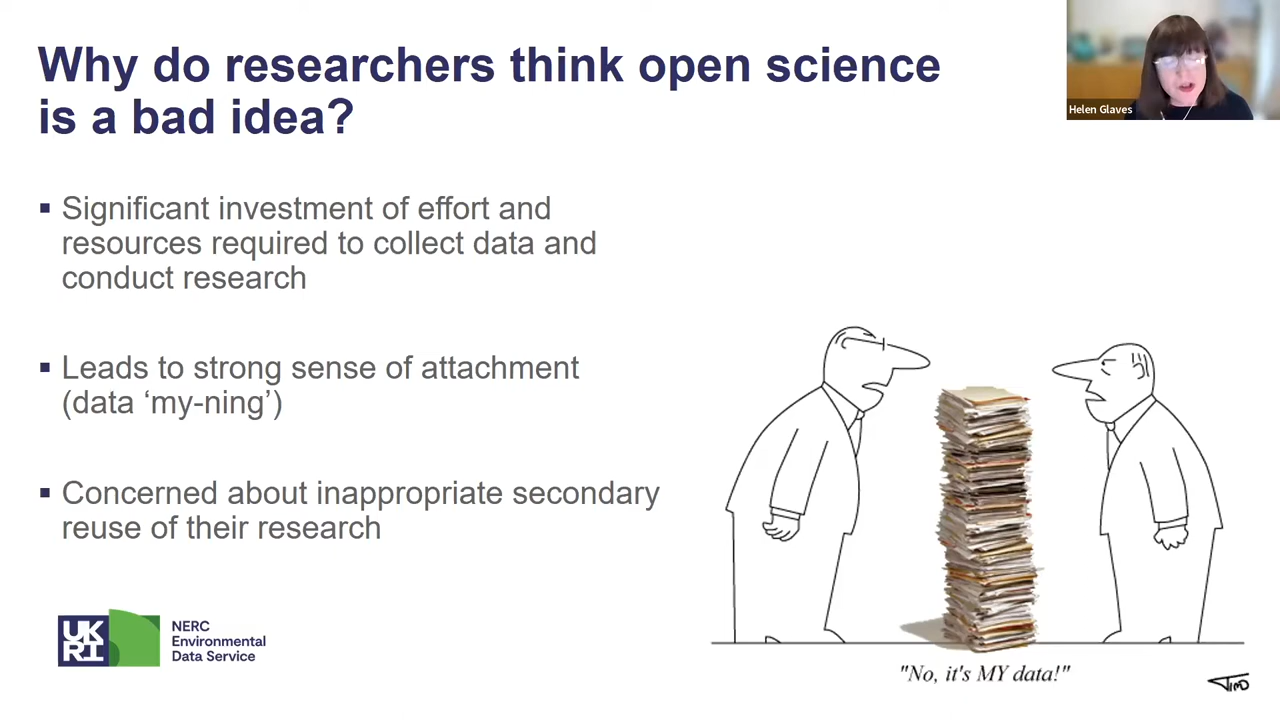 Why do researchers think open science
is a bad idea?
Helen Glaves
▪ Significant investment of effort and
resources required to collect data and
conduct research
▪ Leads to strong sense of attachment
(data ‘my-ning’)
▪ Concerned about inappropriate secondary
reuse of their research
UK
RI
NERC
Environmental
Data Service
"No, it's MY data!"
TIMO